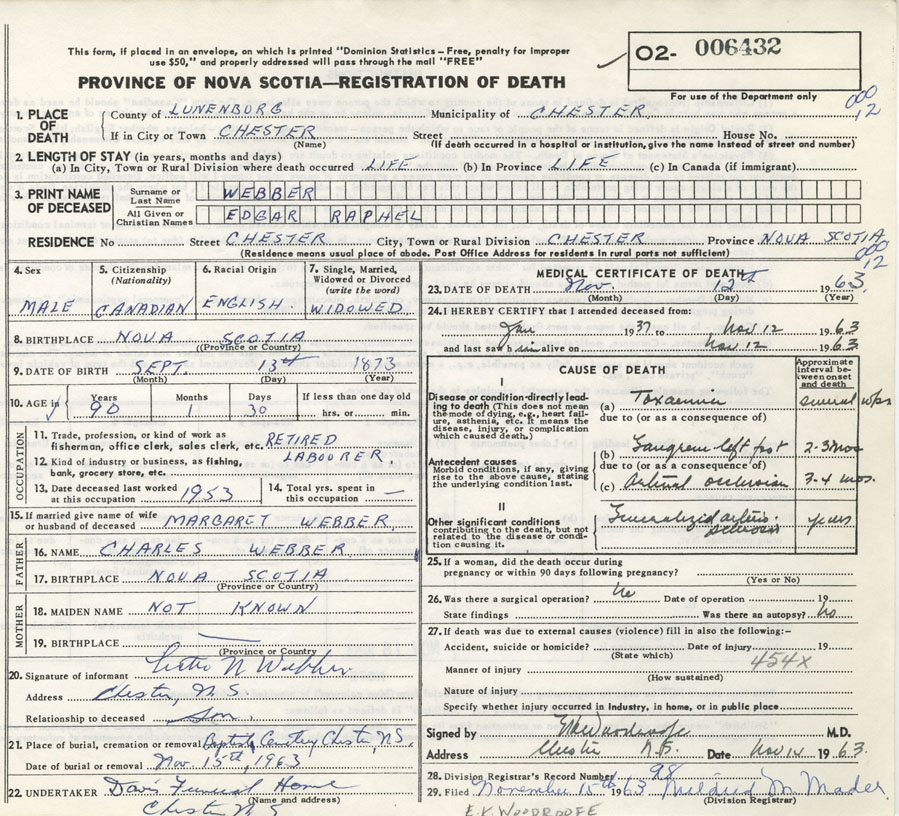 This form, if placed in an envelope, on which is printed "Dominion Statistics – Free, penalty for improper
use $50," and properly addressed will pass through the mail "FREE"
02- 006432
PROVINCE OF NOVA SCOTIA—REGISTRATION OF DEATH
For use of the Department only
000
12
1. PLACE OF DEATH County of LUNENBURG Municipality of CHESTER
If in City or Town CHESTER Street House No.
(Name) (If death occurred in a hospital or institution, give the name instead of street and number)
2. LENGTH OF STAY (in years, months and days)
(a) In City, Town or Rural Division where death occurred LIFE (b) In Province LIFE (c) In Canada (if immigrant)
3. PRINT NAME OF DECEASED Surname or Last Name WEBBER
All Given or Christian Names EDGAR RAPHEL
RESIDENCE No Street CHESTER City, Town or Rural Division CHESTER Province NOVA SCOTIA
(Residence means usual place of abode. Post Office Address for residents in rural parts not sufficient)
000
12
4. Sex MALE
5. Citizenship (Nationality) CANADIAN
6. Racial Origin ENGLISH.
7. Single, Married, Widowed or Divorced (write the word) WIDOWED
8. BIRTHPLACE NOVA SCOTIA
(Province or Country)
9. DATE OF BIRTH SEPT. 13th 1873
(Month) (Day) (Year)
10. AGE in Years 90 Months 1 Days 30 If less than one day old hrs. or min.
OCCUPATION
11. Trade, profession, or kind of work as fisherman, office clerk, sales clerk, etc. RETIRED
12. Kind of industry or business, as fishing, bank, grocery store, etc. LABOURER.
13. Date deceased last worked at this occupation 1953
14. Total yrs. spent in this occupation —
15. If married give name of wife or husband of deceased MARGARET WEBBER
FATHER
16. NAME CHARLES WEBBER
17. BIRTHPLACE NOVA SCOTIA
(Province or Country)
MOTHER
18. MAIDEN NAME NOT KNOWN
19. BIRTHPLACE —
(Province or Country)
20. Signature of informant N Webber
Address Chester, N.S.
Relationship to deceased Son
21. Place of burial, cremation or removal Baptist Cemetery Chester, N.S.
Date of burial or removal Nov. 15th, 1963
22. UNDERTAKER Davis Funeral Home
(Name and address)
Chester N S
MEDICAL CERTIFICATE OF DEATH
23. DATE OF DEATH Nov. 12th 1963
(Month) (Day) (Year)
24. I HEREBY CERTIFY that I attended deceased from:
Jan 1937 to Nov 12 1963
and last saw him alive on Nov 12 1963
CAUSE OF DEATH
Approximate interval between onset and death
I
Disease or condition directly leading to death (This does not mean the mode of dying, e.g., heart failure, asthenia, etc. It means the disease, injury, or complication which caused death.)
(a) Toxaemia several wks
due to (or as a consequence of)
Antecedent causes
Morbid conditions, if any, giving rise to the above cause, stating the underlying condition last.
(b) Gangrene left foot 2-3 mos
due to (or as a consequence of)
(c) Arterial occlusion 3-4 mos.
II
Other significant conditions contributing to the death, but not related to the disease or condition causing it.
Generalized arterio sclerosis years
25. If a woman, did the death occur during pregnancy or within 90 days following pregnancy?
(Yes or No)
26. Was there a surgical operation? No Date of operation 19
State findings Was there an autopsy? No
27. If death was due to external causes (violence) fill in also the following:–
Accident, suicide or homicide? Date of injury 19
(State which)
454X
Manner of injury
(How sustained)
Nature of injury
Specify whether injury occurred in industry, in home, or in public place
Signed by EKWoodroofe M.D.
Address Chester N.S. Date Nov 14 1963.
28. Division Registrar's Record Number 98
29. Filed November 15th 1963 Mildred M Mader
(Division Registrar)
E.K. WOODROOFE